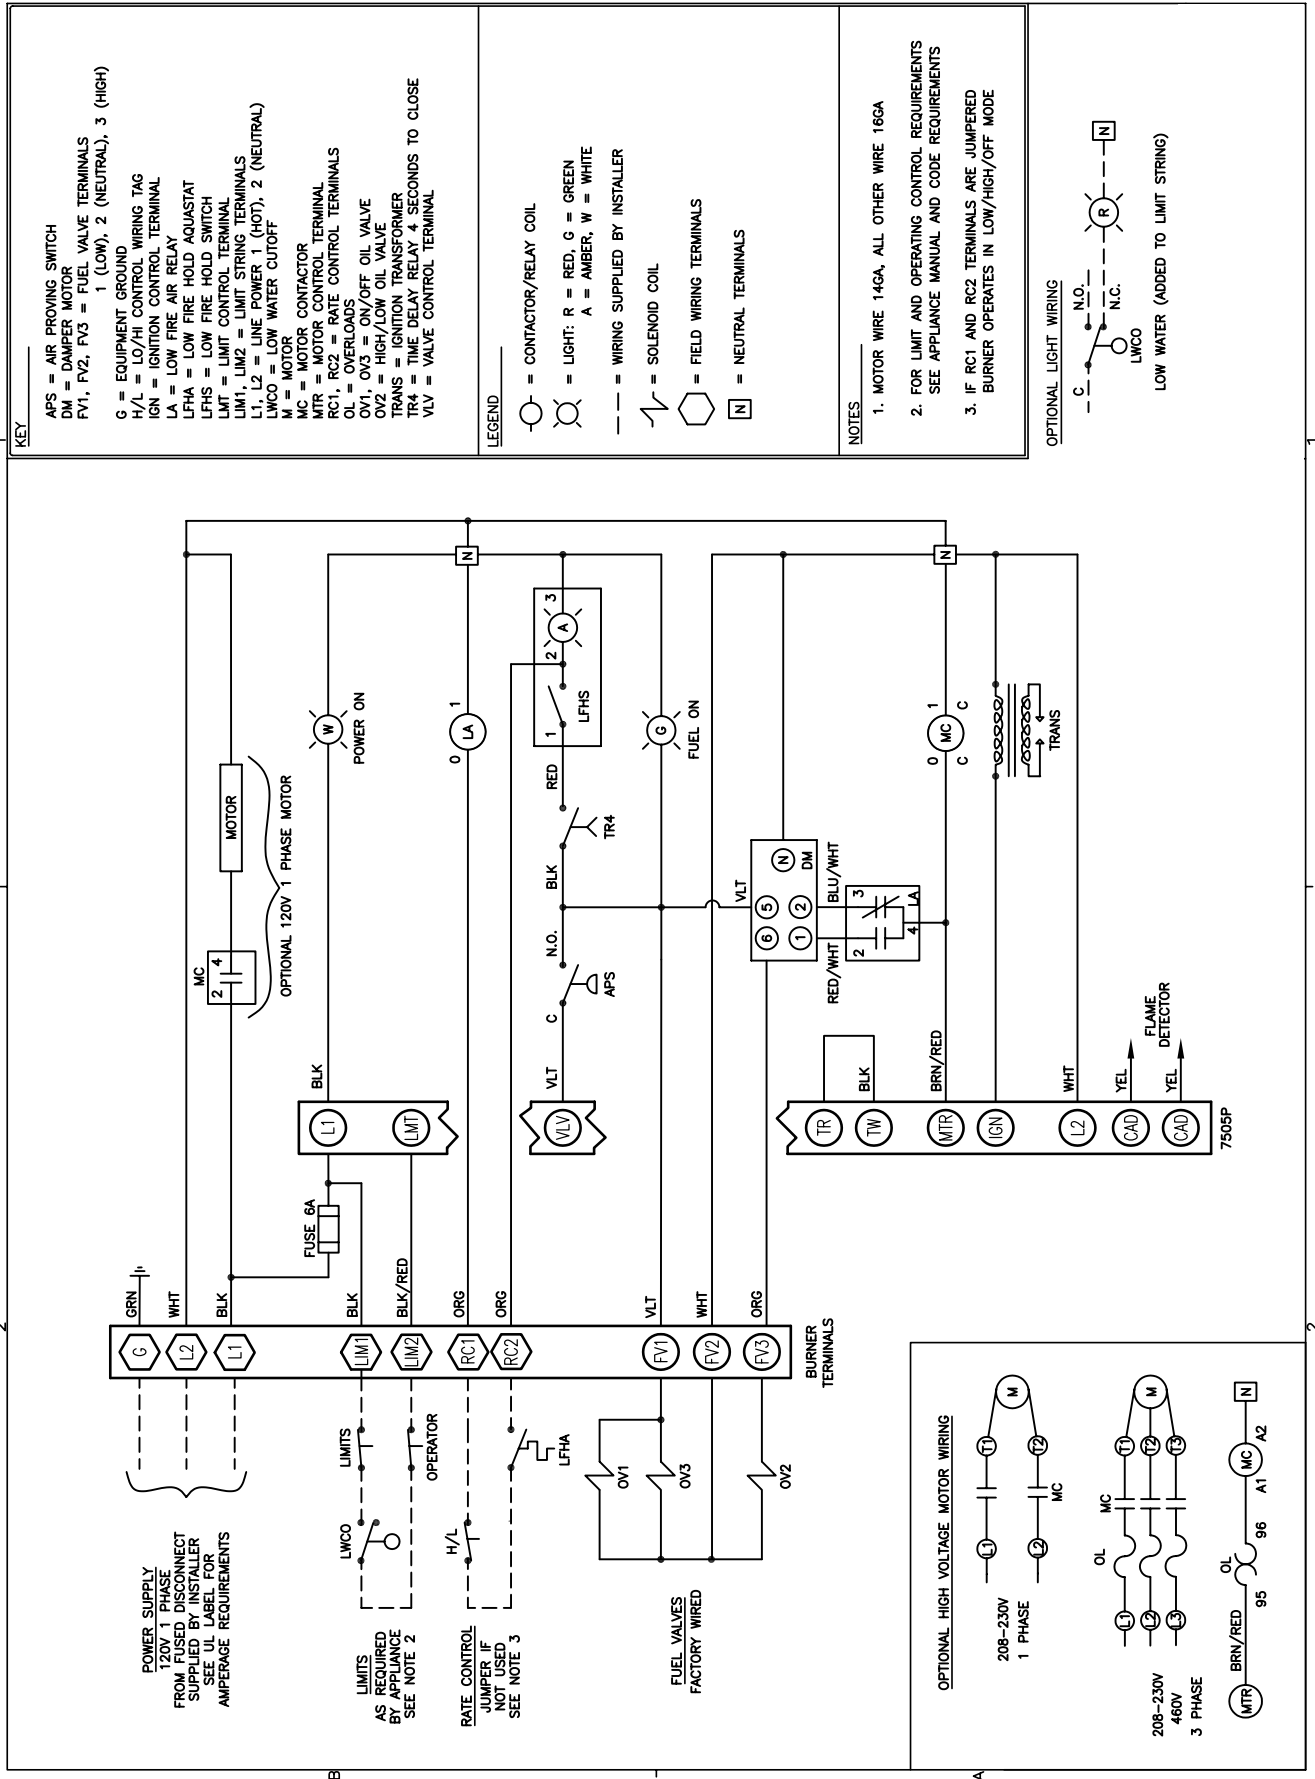 POWER SUPPLY
120V 1 PHASE
FROM FUSED DISCONNECT
SUPPLIED BY INSTALLER
SEE UL LABEL FOR
AMPERAGE REQUIREMENTS
G
L2
L1
GRN
WHT
BLK
MC
2
4
MOTOR
OPTIONAL 120V 1 PHASE MOTOR
FUSE 6A
L1
BLK
W
POWER ON
LMT
LIMITS
AS REQUIRED
BY APPLIANCE
SEE NOTE 2
LWCO
LIMITS
OPERATOR
LIM1
LIM2
BLK
BLK/RED
RATE CONTROL
JUMPER IF
NOT USED
SEE NOTE 3
H/L
LFHA
RC1
RC2
ORG
ORG
0
LA
1
N
VLV
VLT
C
APS
N.O.
BLK
TR4
RED
1
LFHS
2
A
3
FUEL VALVES
FACTORY WIRED
OV1
OV3
OV2
FV1
FV2
FV3
VLT
WHT
ORG
BURNER
TERMINALS
G
FUEL ON
VLT
6
5
1
2
N
DM
RED/WHT
BLU/WHT
2
3
4
LA
TR
TW
BLK
MTR
BRN/RED
0
MC
1
C
C
N
IGN
TRANS
L2
WHT
CAD
YEL
CAD
YEL
FLAME
DETECTOR
7505P
OPTIONAL HIGH VOLTAGE MOTOR WIRING
208-230V
1 PHASE
L1
T1
L2
T2
MC
M
208-230V
460V
3 PHASE
OL
MC
L1
T1
L2
T2
L3
T3
M
MTR
BRN/RED
95
OL
96
A1
MC
A2
N
KEY
APS = AIR PROVING SWITCH
DM = DAMPER MOTOR
FV1, FV2, FV3 = FUEL VALVE TERMINALS
1 (LOW), 2 (NEUTRAL), 3 (HIGH)
G = EQUIPMENT GROUND
H/L = LO/HI CONTROL WIRING TAG
IGN = IGNITION CONTROL TERMINAL
LA = LOW FIRE AIR RELAY
LFHA = LOW FIRE HOLD AQUASTAT
LFHS = LOW FIRE HOLD SWITCH
LMT = LIMIT CONTROL TERMINAL
LIM1, LIM2 = LIMIT STRING TERMINALS
L1, L2 = LINE POWER 1 (HOT), 2 (NEUTRAL)
LWCO = LOW WATER CUTOFF
M = MOTOR
MC = MOTOR CONTACTOR
MTR = MOTOR CONTROL TERMINAL
RC1, RC2 = RATE CONTROL TERMINALS
OL = OVERLOADS
OV1, OV3 = ON/OFF OIL VALVE
OV2 = HIGH/LOW OIL VALVE
TRANS = IGNITION TRANSFORMER
TR4 = TIME DELAY RELAY 4 SECONDS TO CLOSE
VLV = VALVE CONTROL TERMINAL
LEGEND
= CONTACTOR/RELAY COIL
= LIGHT: R = RED, G = GREEN
A = AMBER, W = WHITE
= WIRING SUPPLIED BY INSTALLER
= SOLENOID COIL
= FIELD WIRING TERMINALS
N = NEUTRAL TERMINALS
NOTES
1. MOTOR WIRE 14GA, ALL OTHER WIRE 16GA
2. FOR LIMIT AND OPERATING CONTROL REQUIREMENTS
SEE APPLIANCE MANUAL AND CODE REQUIREMENTS
3. IF RC1 AND RC2 TERMINALS ARE JUMPERED
BURNER OPERATES IN LOW/HIGH/OFF MODE
OPTIONAL LIGHT WIRING
C
N.O.
N.C.
LWCO
R
N
LOW WATER (ADDED TO LIMIT STRING)
B
A
2
2
1